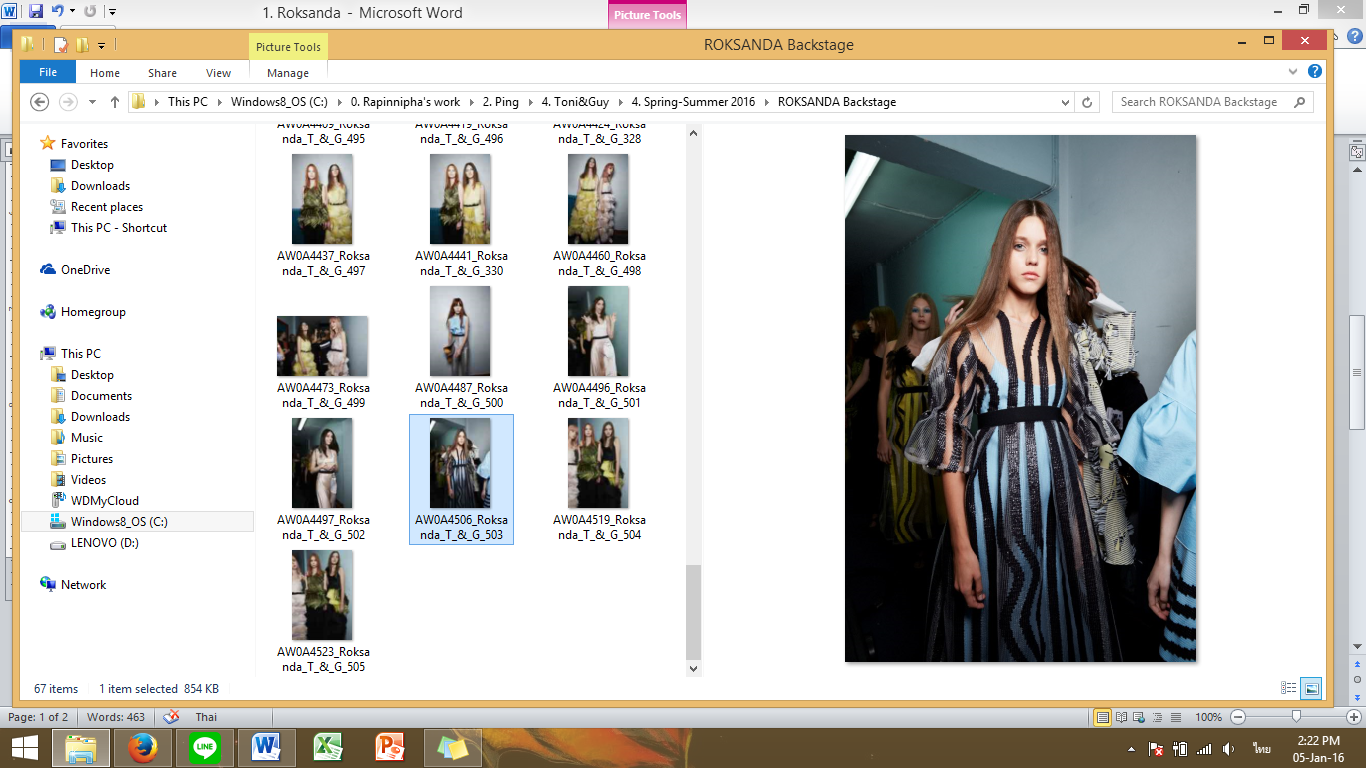 1. Roksanda - Microsoft Word
Picture Tools
Picture Tools
ROKSANDA Backstage
File
Home
Share
View
Manage
This PC
Windows8_OS (C:)
0. Rapinnipha's work
2. Ping
4. Toni&Guy
4. Spring-Summer 2016
ROKSANDA Backstage
Search ROKSANDA Backstage
Favorites
Desktop
Downloads
Recent places
This PC - Shortcut
OneDrive
Homegroup
This PC
Desktop
Documents
Downloads
Music
Pictures
Videos
WDMyCloud
Windows8_OS (C:)
LENOVO (D:)
Network
AW0A4469_Roksa
nda_T_&_G_495
AW0A4419_Roksa
nda_T_&_G_496
AW0A4424_Roksa
nda_T_&_G_328
AW0A4437_Roksa
nda_T_&_G_497
AW0A4441_Roksa
nda_T_&_G_330
AW0A4460_Roksa
nda_T_&_G_498
AW0A4473_Roksa
nda_T_&_G_499
AW0A4487_Roksa
nda_T_&_G_500
AW0A4496_Roksa
nda_T_&_G_501
AW0A4497_Roksa
nda_T_&_G_502
AW0A4506_Roksa
nda_T_&_G_503
AW0A4519_Roksa
nda_T_&_G_504
AW0A4523_Roksa
nda_T_&_G_505
67 items
1 item selected 854 KB
Page: 1 of 2
Words: 463
Thai
100%
LINE
ไทย
2:22 PM
05-Jan-16